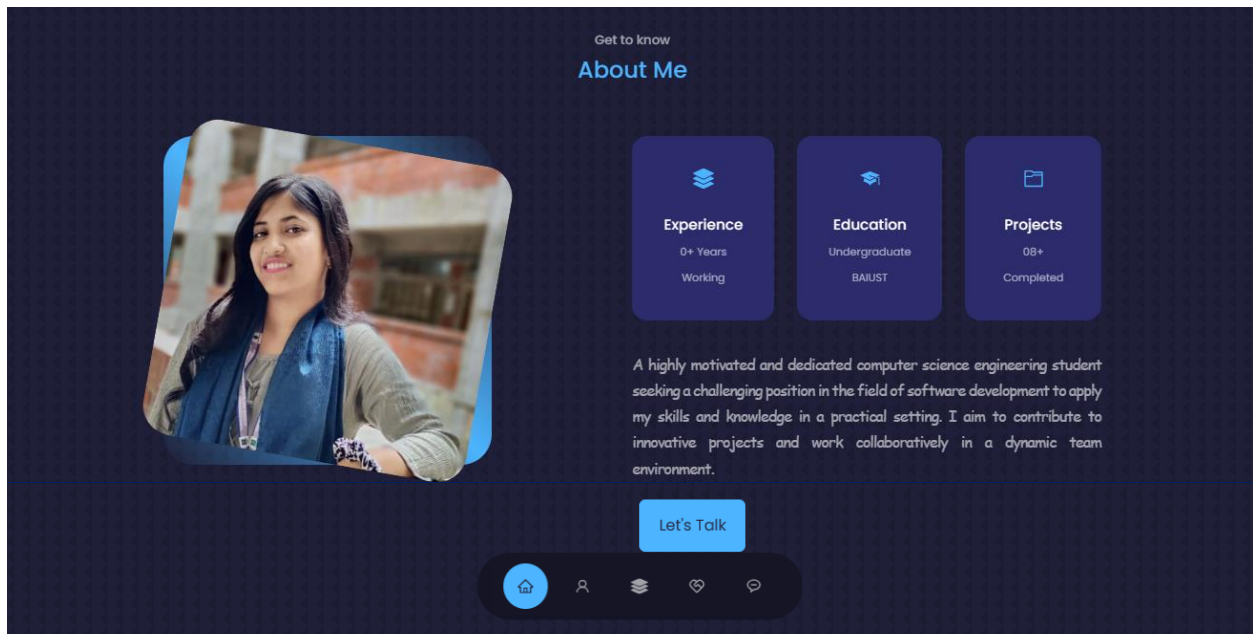 Get to know
About Me
Experience
0+ Years
Working
Education
Undergraduate
BAIUST
Projects
08+
Completed
A highly motivated and dedicated computer science engineering student
seeking a challenging position in the field of software development to apply
my skills and knowledge in a practical setting. I aim to contribute to
innovative projects and work collaboratively in a dynamic team
environment.
Let's Talk